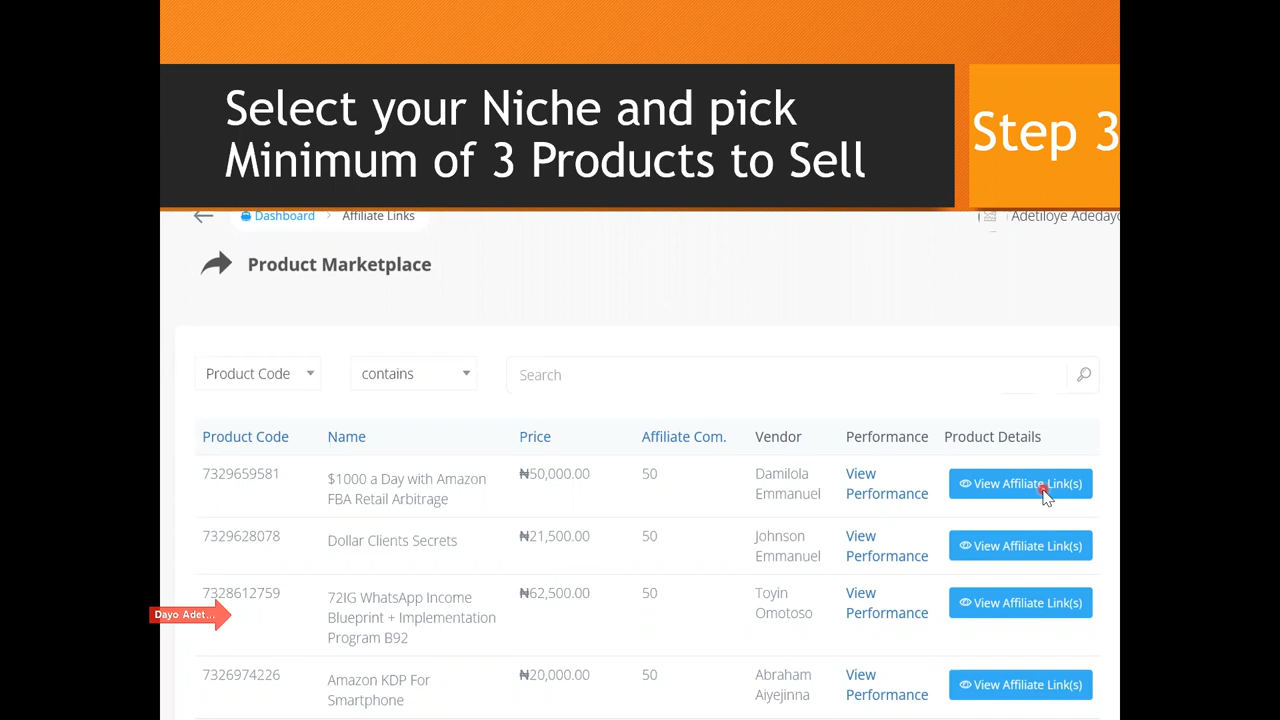 Select your Niche and pick
Minimum of 3 Products to Sell
Step 3
Dashboard > Affiliate Links
Adetiloye Adedayo
Product Marketplace
Product Code
contains
Search
Product Code Name Price Affiliate Com. Vendor Performance Product Details
7329659581 $1000 a Day with Amazon ₦50,000.00 50 Damilola View View Affiliate Link(s)
FBA Retail Arbitrage Emmanuel Performance
7329628078 Dollar Clients Secrets ₦21,500.00 50 Johnson View View Affiliate Link(s)
Emmanuel Performance
7328612759 72IG WhatsApp Income ₦62,500.00 50 Toyin View View Affiliate Link(s)
Blueprint + Implementation Omotoso Performance
Program B92
Dayo Adet...
7326974226 Amazon KDP For ₦20,000.00 50 Abraham View View Affiliate Link(s)
Smartphone Aiyejinna Performance